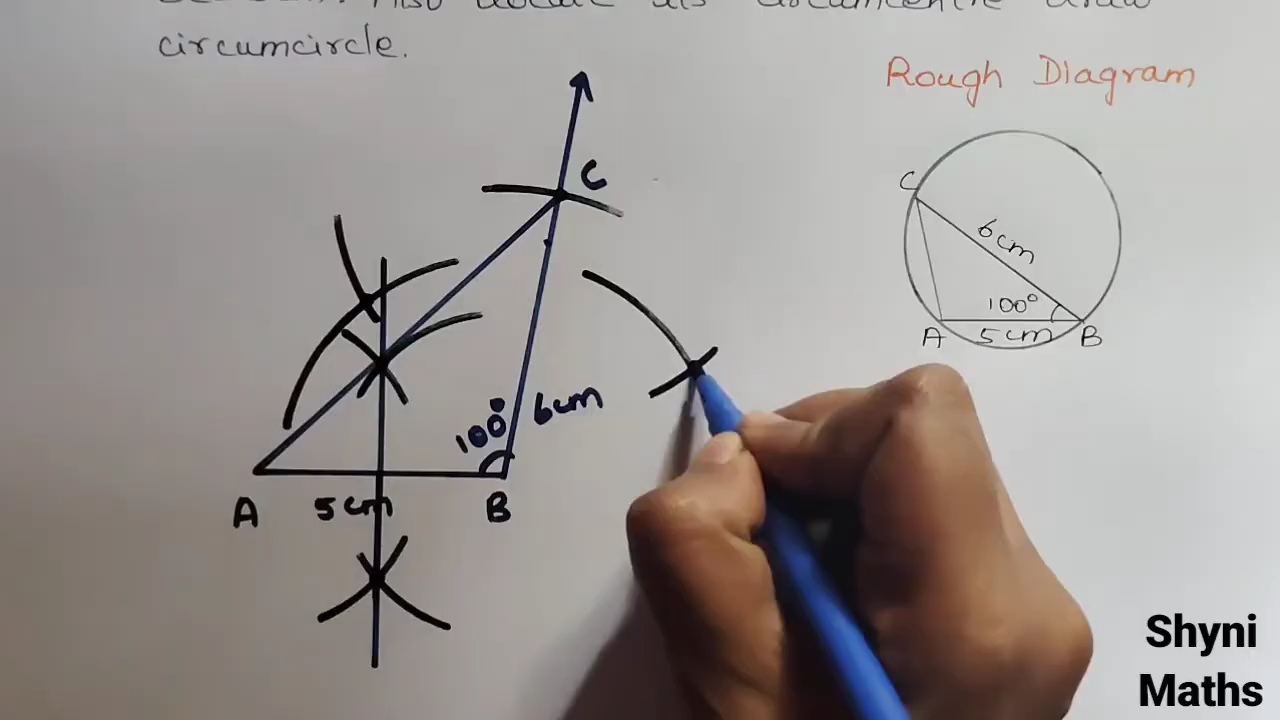 circumcircle.
Rough Diagram
C
C
6cm
100°
A
5cm
B
100°
6cm
A
5cm
B
Shyni
Maths